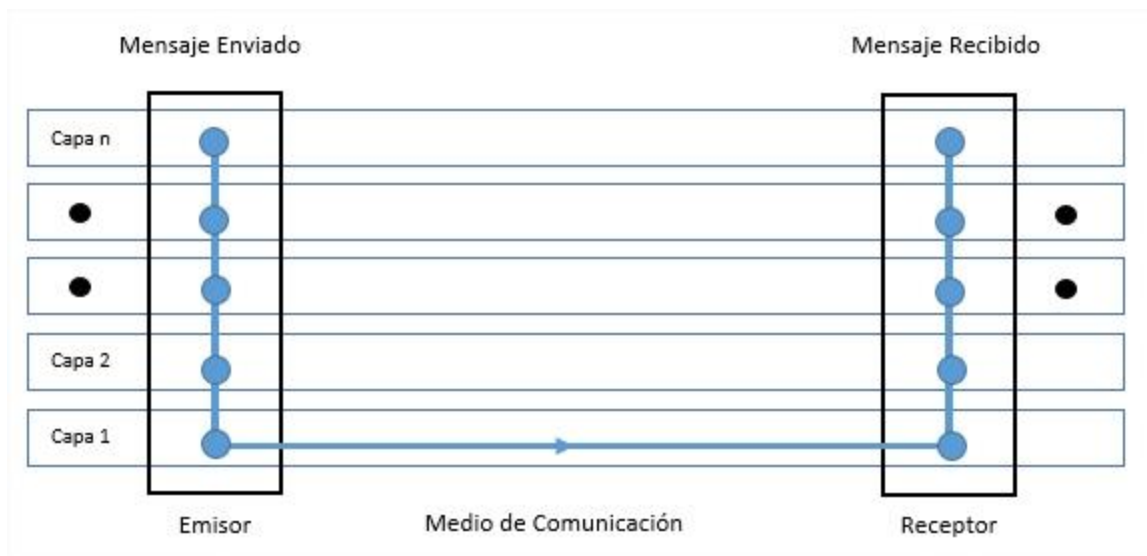 Mensaje Enviado
Mensaje Recibido
Capa n
Capa 2
Capa 1
Emisor
Medio de Comunicación
Receptor